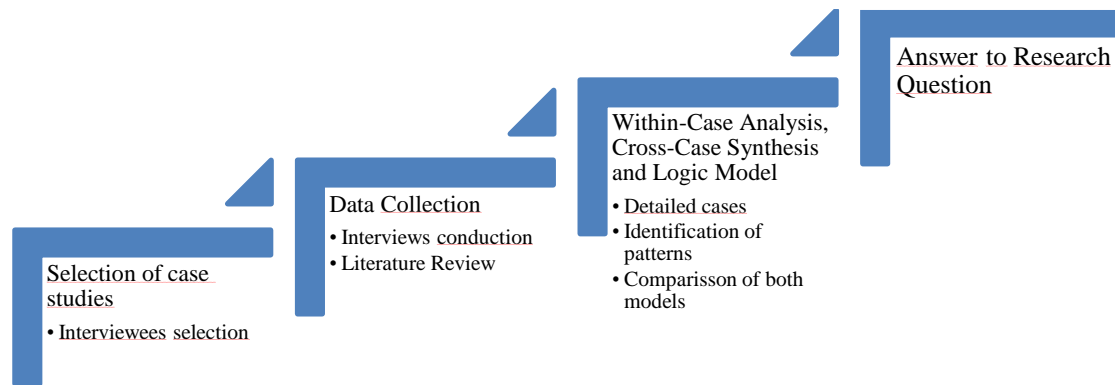 Selection of case
studies
• Interviewees selection
Data Collection
• Interviews conduction
• Literature Review
Within-Case Analysis,
Cross-Case Synthesis
and Logic Model
• Detailed cases
• Identification of
patterns
• Comparisson of both
models
Answer to Research
Question